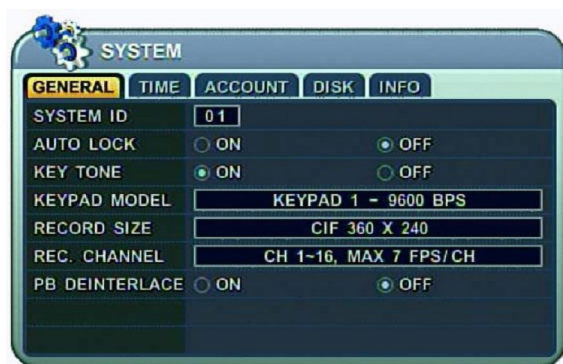 SYSTEM
GENERAL TIME ACCOUNT DISK INFO
SYSTEM ID 01
AUTO LOCK ON OFF
KEY TONE ON OFF
KEYPAD MODEL KEYPAD 1 - 9600 BPS
RECORD SIZE CIF 360 X 240
REC. CHANNEL CH 1~16, MAX 7 FPS/CH
PB DEINTERLACE ON OFF